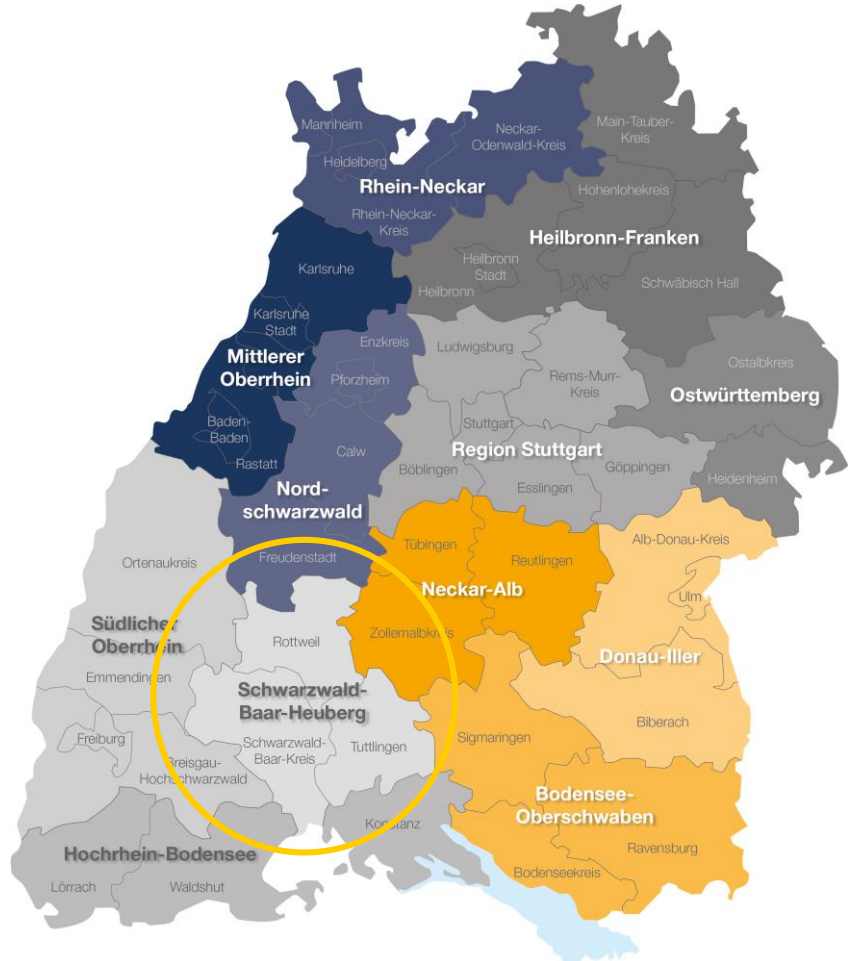 Mannheim
Neckar-
Odenwald-Kreis
Main-Tauber-
Kreis
Heidelberg
Rhein-Neckar
Hohenlohekreis
Rhein-Neckar-
Kreis
Heilbronn-Franken
Karlsruhe
Heilbronn
Stadt
Heilbronn
Schwäbisch Hall
Karlsruhe
Stadt
Enzkreis
Ludwigsburg
Mittlerer
Oberrhein
Pforzheim
Rems-Murr-
Kreis
Ostalbkreis
Ostwürttemberg
Baden-
Baden
Stuttgart
Rastatt
Calw
Region Stuttgart
Böblingen
Göppingen
Esslingen
Heidenheim
Nord-
schwarzwald
Tübingen
Alb-Donau-Kreis
Ortenaukreis
Freudenstadt
Reutlingen
Neckar-Alb
Ulm
Südlicher
Oberrhein
Rottweil
Zollernalbkreis
Donau-Iller
Emmendingen
Schwarzwald-
Baar-Heuberg
Freiburg
Schwarzwald-
Baar-Kreis
Tuttlingen
Sigmaringen
Biberach
Breisgau-
Hochschwarzwald
Bodensee-
Oberschwaben
Konstanz
Ravensburg
Hochrhein-Bodensee
Bodenseekreis
Lörrach
Waldshut